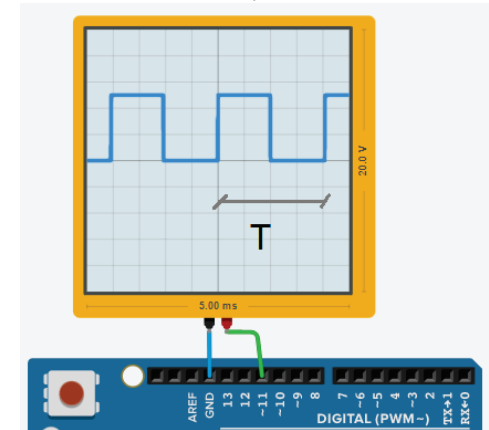 20.0 V
T
5.00 ms
AREF
GND
13
12
~11
~10
~9
8
7
~6
~5
4
~3
2
TX→1
RX←0
DIGITAL (PWM~)